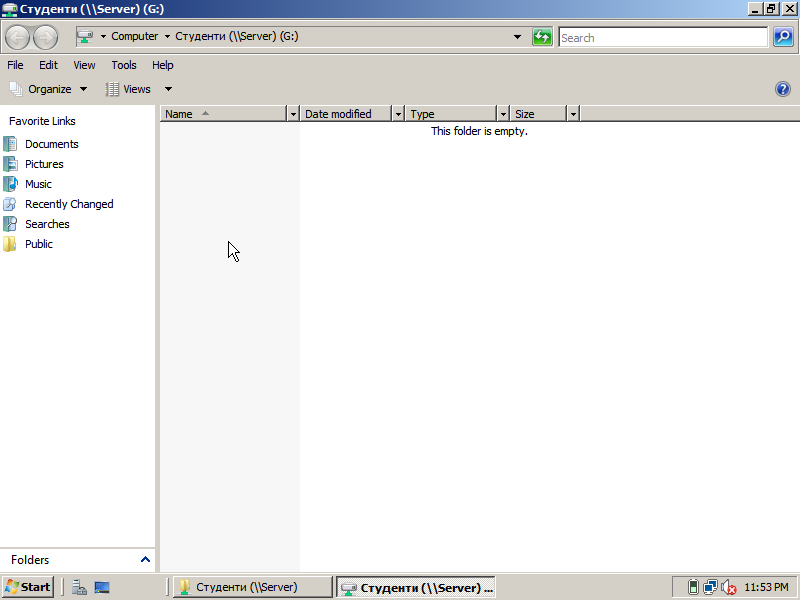 Студенти (\\Server) (G:)
Computer Студенти (\\Server) (G:) Search
File Edit View Tools Help
Organize Views
Favorite Links
Documents
Pictures
Music
Recently Changed
Searches
Public
Name Date modified Type Size
This folder is empty.
Folders
Start Студенти (\\Server) Студенти (\\Server) ... 11:53 PM